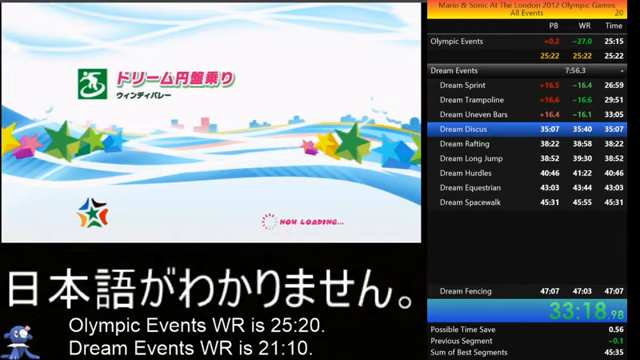 ドリーム円盤乗り
ウィンディバレー
NOW LOADING...
日本語がわかりません。
Olympic Events WR is 25:20.
Dream Events WR is 21:10.
Mario & Sonic At The London 2012 Olympic Games
All Events 20
PB WR Time
Olympic Events +0.2 −27.0 25:15
25:22 25:22 25:22
Dream Events 7:56.3 -
Dream Sprint +16.5 −16.4 26:59
Dream Trampoline +16.6 −16.6 29:51
Dream Uneven Bars +16.4 −16.1 33:05
Dream Discus 35:07 35:40 35:07
Dream Rafting 38:22 38:58 38:22
Dream Long Jump 38:52 39:30 38:52
Dream Hurdles 40:46 41:22 40:46
Dream Equestrian 43:03 43:44 43:03
Dream Spacewalk 45:31 45:55 45:31
Dream Fencing 47:07 47:03 47:07
33:18.98
Possible Time Save 0.56
Previous Segment −0.1
Sum of Best Segments 45:35